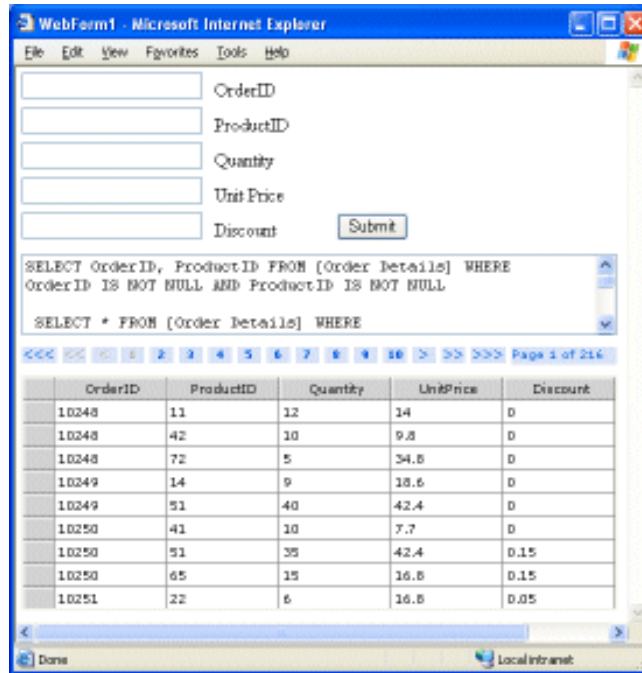 WebForm1 - Microsoft Internet Explorer
File Edit View Favorites Tools Help
OrderID
ProductID
Quantity
Unit Price
Discount Submit
SELECT OrderID, ProductID FROM [Order Details] WHERE
OrderID IS NOT NULL AND ProductID IS NOT NULL
SELECT * FROM [Order Details] WHERE
<<< << < 1 2 3 4 5 6 7 8 9 10 > >> >>> Page 1 of 216
OrderID ProductID Quantity UnitPrice Discount
10248 11 12 14 0
10248 42 10 9.8 0
10248 72 5 34.8 0
10249 14 9 18.6 0
10249 51 40 42.4 0
10250 41 10 7.7 0
10250 51 35 42.4 0.15
10250 65 15 16.8 0.15
10251 22 6 16.8 0.05
Done Local intranet